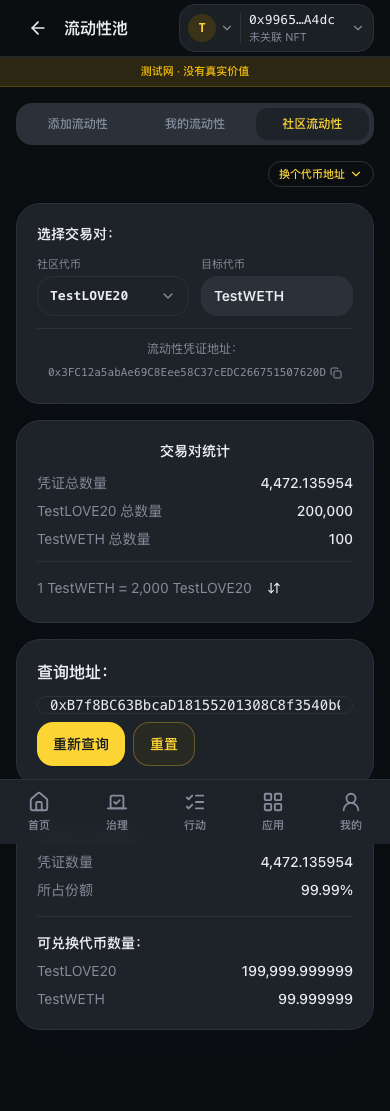 流动性池
T
0x9965…A4dc
未关联 NFT
测试网 · 没有真实价值
添加流动性
我的流动性
社区流动性
换个代币地址
选择交易对：
社区代币
目标代币
TestLOVE20
TestWETH
流动性凭证地址：
0x3FC12a5abAe69C8Eee58C37cEDC266751507620D
交易对统计
凭证总数量
4,472.135954
TestLOVE20 总数量
200,000
TestWETH 总数量
100
1 TestWETH = 2,000 TestLOVE20
查询地址：
0xB7f8BC63BbcaD18155201308C8f3540b
重新查询
重置
首页
治理
行动
应用
我的
凭证数量
4,472.135954
所占份额
99.99%
可兑换代币数量：
TestLOVE20
199,999.999999
TestWETH
99.999999